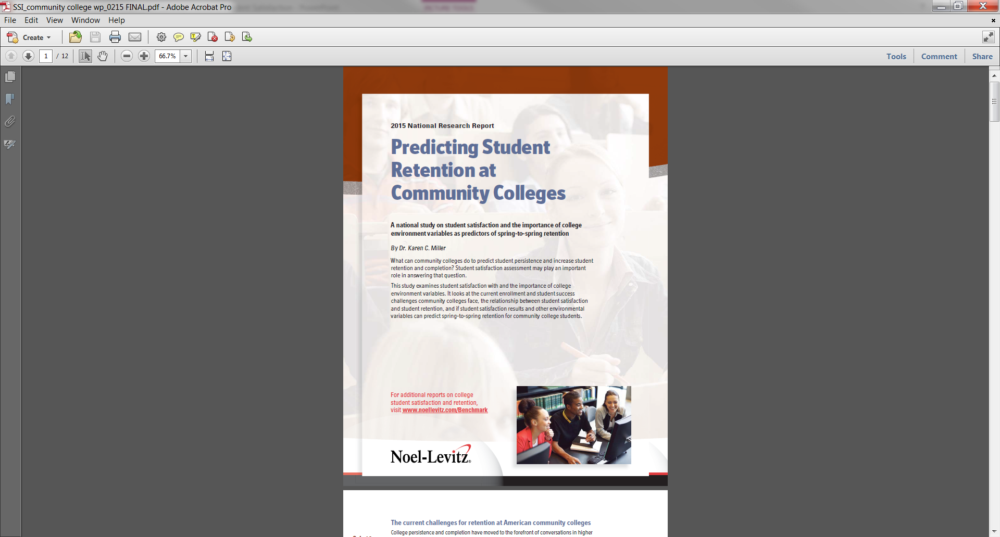 SSI_community college wp_0215 FINAL.pdf - Adobe Acrobat Pro
File Edit View Window Help
Create
1 / 12 66.7% Tools Comment Share
2015 National Research Report
Predicting Student
Retention at
Community Colleges
A national study on student satisfaction and the importance of college
environment variables as predictors of spring-to-spring retention
By Dr. Karen C. Miller
What can community colleges do to predict student persistence and increase student
retention and completion? Student satisfaction assessment may play an important
role in answering that question.
This study examines student satisfaction with and the importance of college
environment variables. It looks at the current enrollment and student success
challenges community colleges face, the relationship between student satisfaction
and student retention, and if student satisfaction results and other environmental
variables can predict spring-to-spring retention for community college students.
For additional reports on college
student satisfaction and retention,
visit www.noellevitz.com/Benchmark
Noel-Levitz®
The current challenges for retention at American community colleges
College persistence and completion have moved to the forefront of conversations in higher